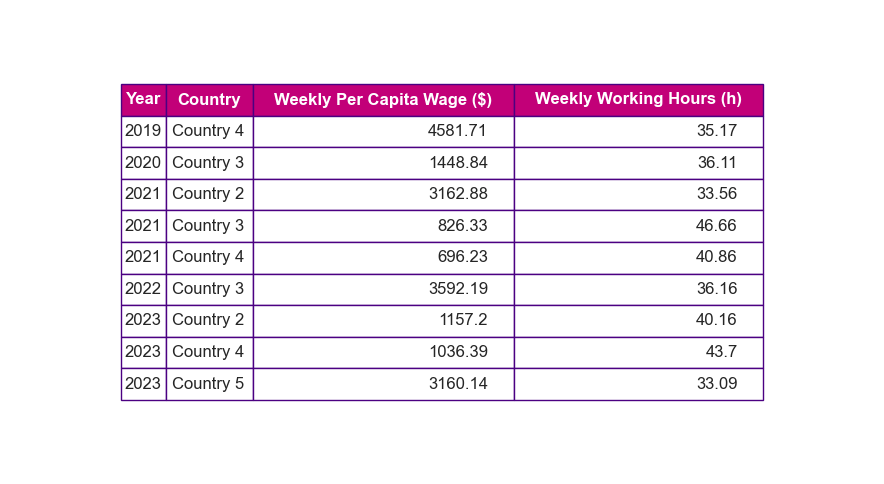 Year Country Weekly Per Capita Wage ($) Weekly Working Hours (h)
2019 Country 4 4581.71 35.17
2020 Country 3 1448.84 36.11
2021 Country 2 3162.88 33.56
2021 Country 3 826.33 46.66
2021 Country 4 696.23 40.86
2022 Country 3 3592.19 36.16
2023 Country 2 1157.2 40.16
2023 Country 4 1036.39 43.7
2023 Country 5 3160.14 33.09